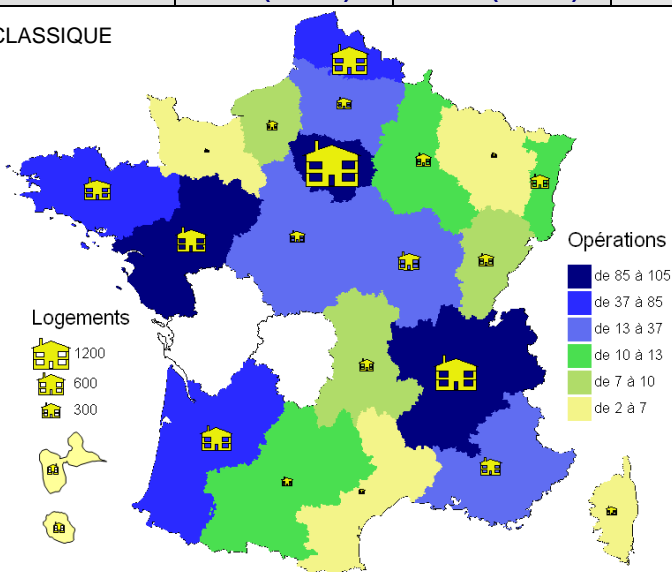 CLASSIQUE
Opérations
de 85 à 105
de 37 à 85
de 13 à 37
de 10 à 13
de 7 à 10
de 2 à 7
Logements
1200
600
300